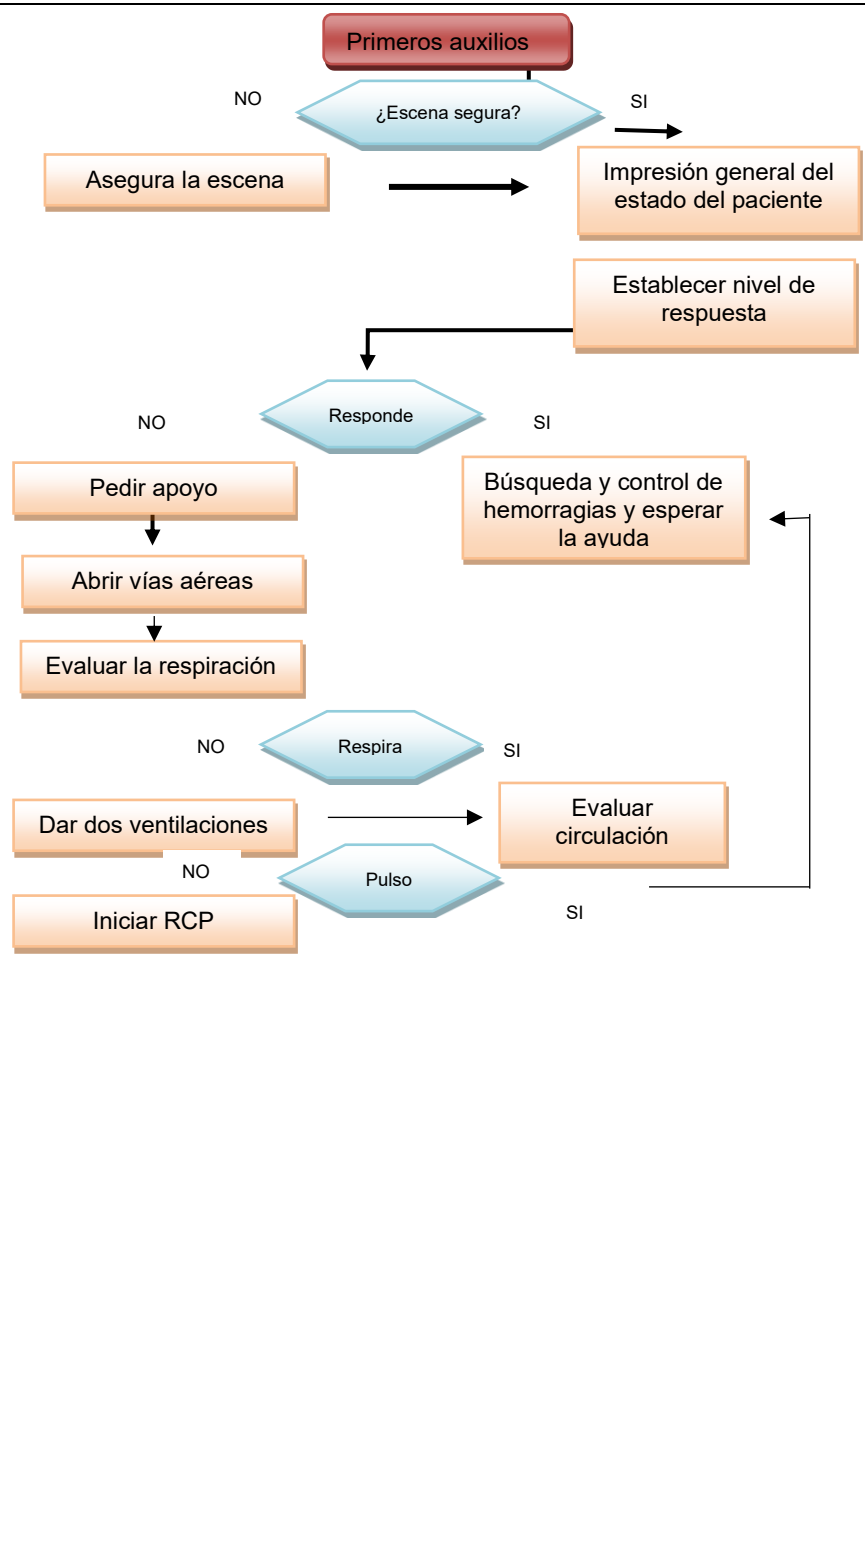 Primeros auxilios
NO
¿Escena segura?
SI
Asegura la escena
Impresión general del
estado del paciente
Establecer nivel de
respuesta
Responde
NO
SI
Pedir apoyo
Búsqueda y control de
hemorragias y esperar
la ayuda
Abrir vías aéreas
Evaluar la respiración
NO
Respira
SI
Dar dos ventilaciones
Evaluar
circulación
NO
Pulso
SI
Iniciar RCP